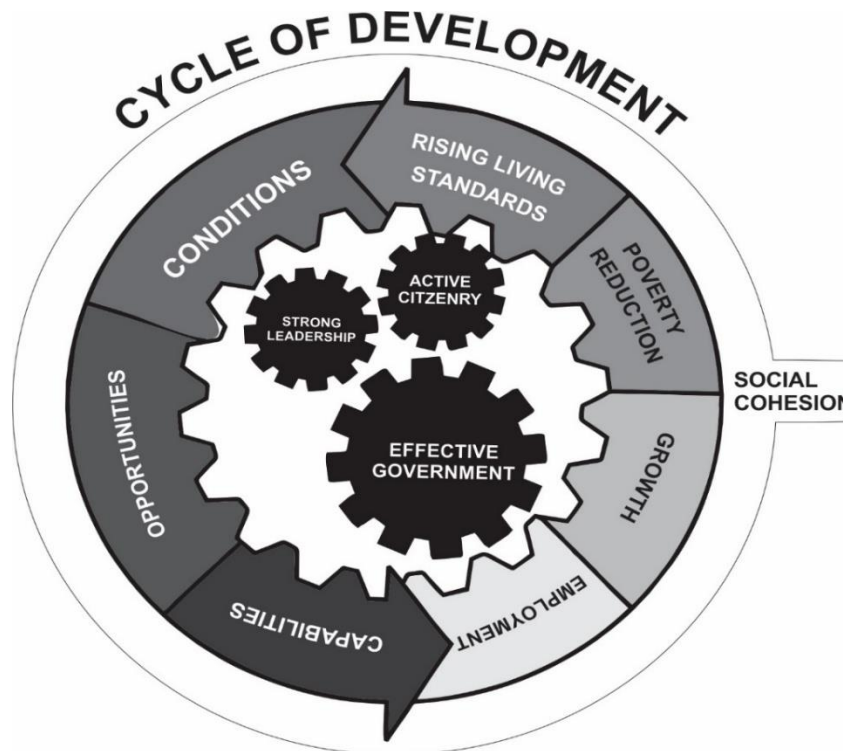 CYCLE OF DEVELOPMENT
RISING LIVING
STANDARDS
POVERTY
REDUCTION
SOCIAL
COHESION
GROWTH
EMPLOYMENT
CAPABILITIES
OPPORTUNITIES
CONDITIONS
STRONG
LEADERSHIP
ACTIVE
CITZENRY
EFFECTIVE
GOVERNMENT